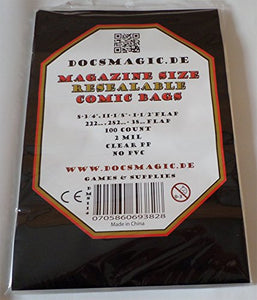 DOCSMAGIC.DE
MAGAZINE SIZE
RESEALABLE
COMIC BAGS
100 COUNT
2 MIL
CLEAR PP
NO PVC
WWW.DOCSMAGIC.DE
GAMES & SUPPLIES
0705860693828
Made in China
CE